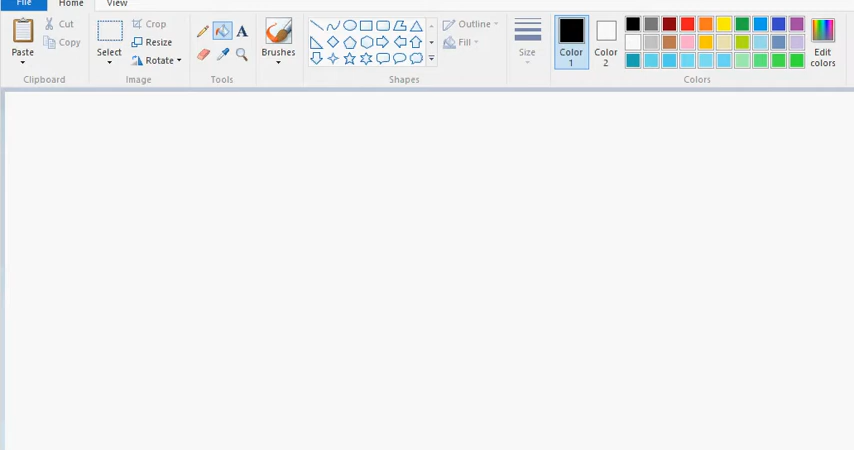 File Home View
Paste
Cut
Copy
Clipboard
Select
Crop
Resize
Rotate
Image
A
Tools
Brushes
Outline
Fill
Shapes
Size
Color 1
Color 2
Edit colors
Colors